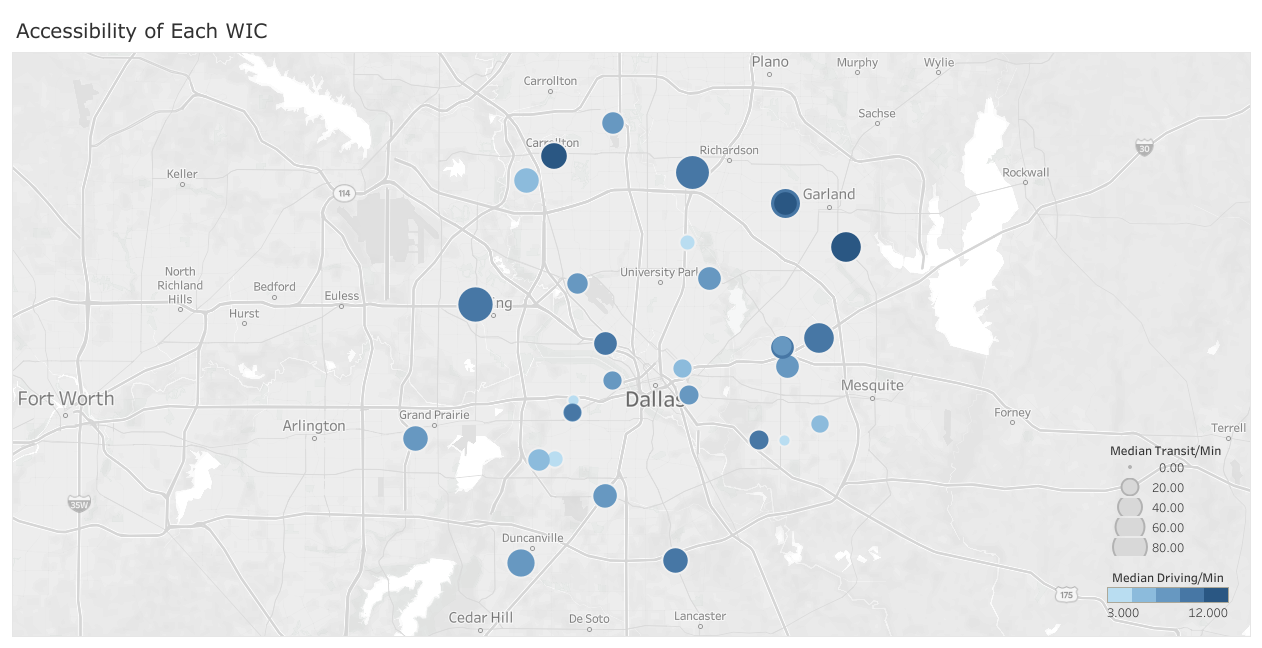 Accessibility of Each WIC
Plano
Murphy
Wylie
Carrollton
Sachse
Carrollton
Richardson
30
Keller
Rockwall
114
Garland
North
Richland
Hills
University Park
Bedford
Euless
ng
Hurst
Mesquite
Fort Worth
Dallas
Forney
Grand Prairie
Arlington
Terrell
Median Transit/Min
0.00
20.00
35W
40.00
60.00
Duncanville
80.00
Median Driving/Min
175
3.000
12.000
Cedar Hill
De Soto
Lancaster